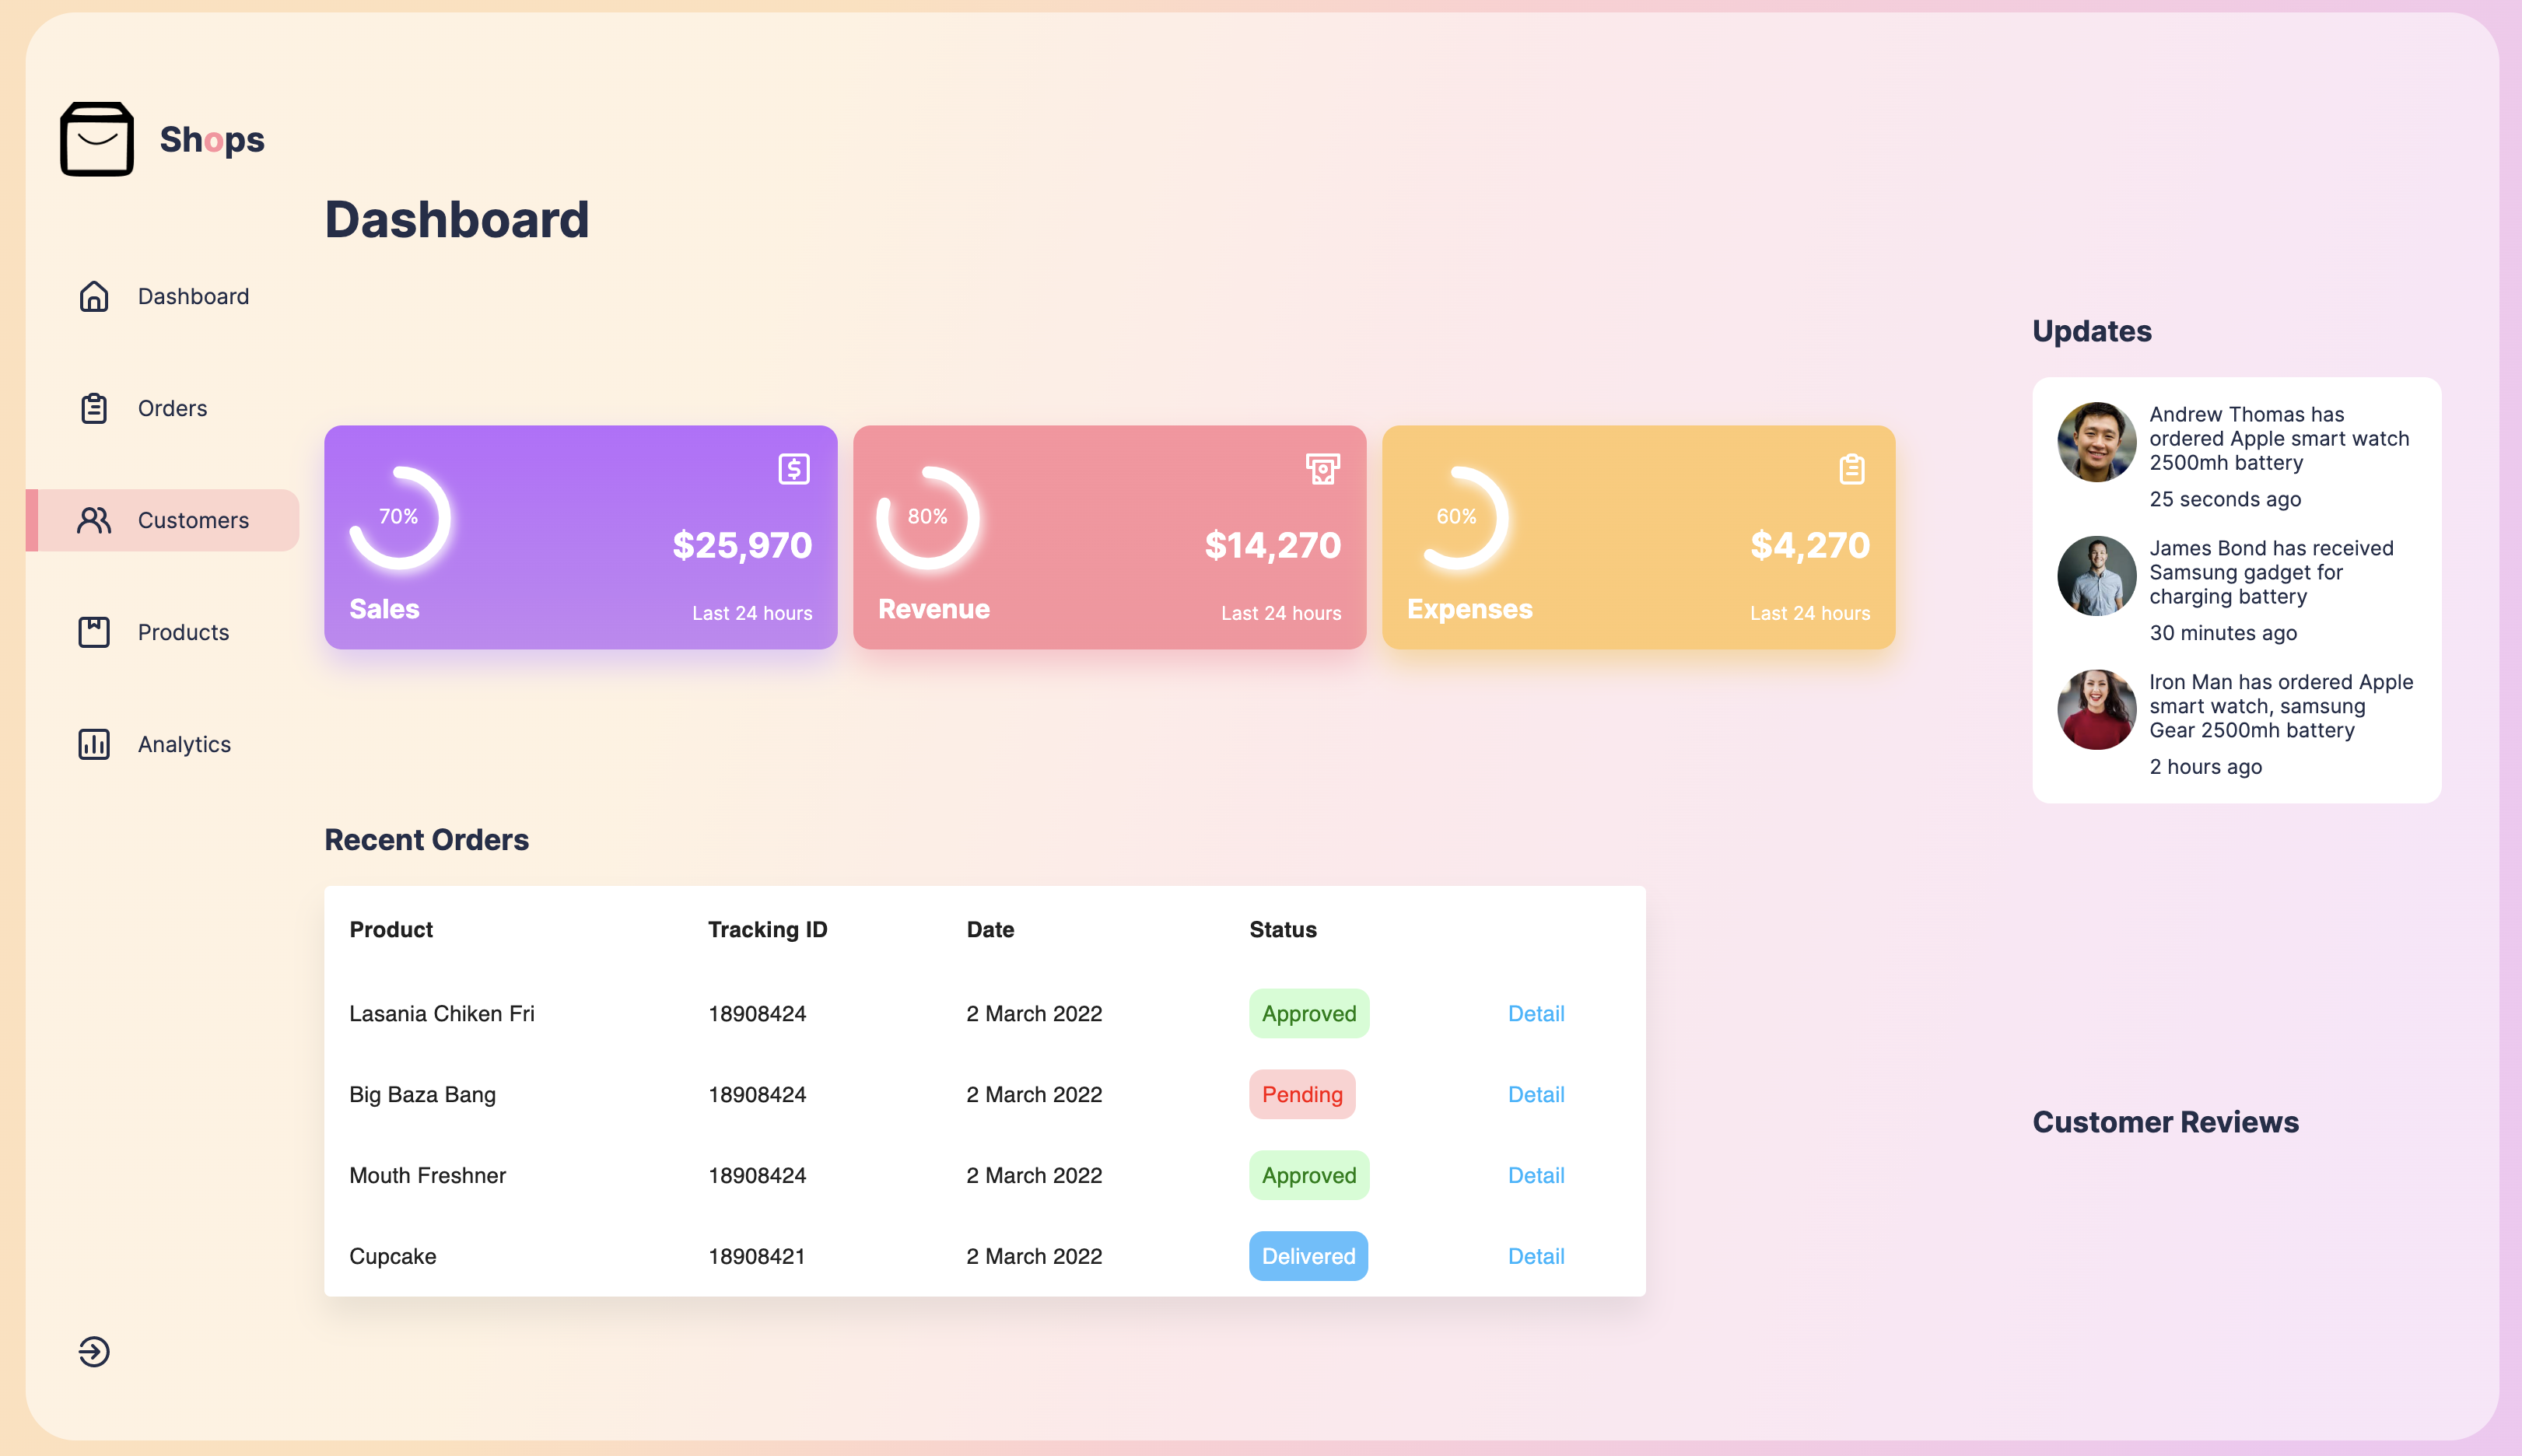 Shops
Dashboard
Dashboard
Orders
Customers
Products
Analytics
70%
$25,970
Sales
Last 24 hours
80%
$14,270
Revenue
Last 24 hours
60%
$4,270
Expenses
Last 24 hours
Recent Orders
Product Tracking ID Date Status
Lasania Chiken Fri 18908424 2 March 2022 Approved Detail
Big Baza Bang 18908424 2 March 2022 Pending Detail
Mouth Freshner 18908424 2 March 2022 Approved Detail
Cupcake 18908421 2 March 2022 Delivered Detail
Updates
Andrew Thomas has
ordered Apple smart watch
2500mh battery
25 seconds ago
James Bond has received
Samsung gadget for
charging battery
30 minutes ago
Iron Man has ordered Apple
smart watch, samsung
Gear 2500mh battery
2 hours ago
Customer Reviews